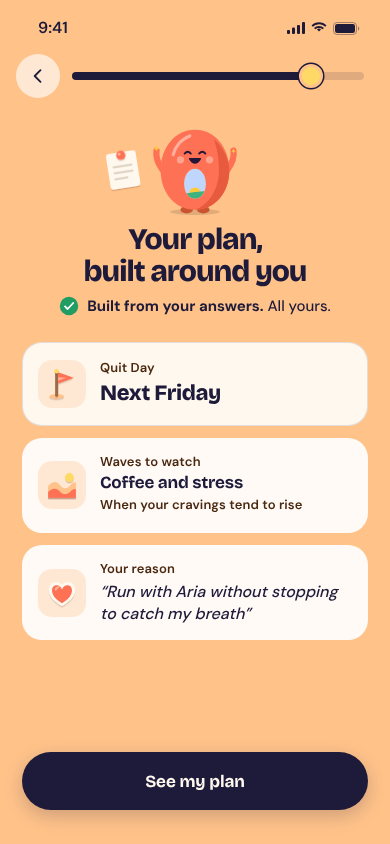 9:41
Your plan,
built around you
Built from your answers. All yours.
Quit Day
Next Friday
Waves to watch
Coffee and stress
When your cravings tend to rise
Your reason
“Run with Aria without stopping
to catch my breath”
See my plan